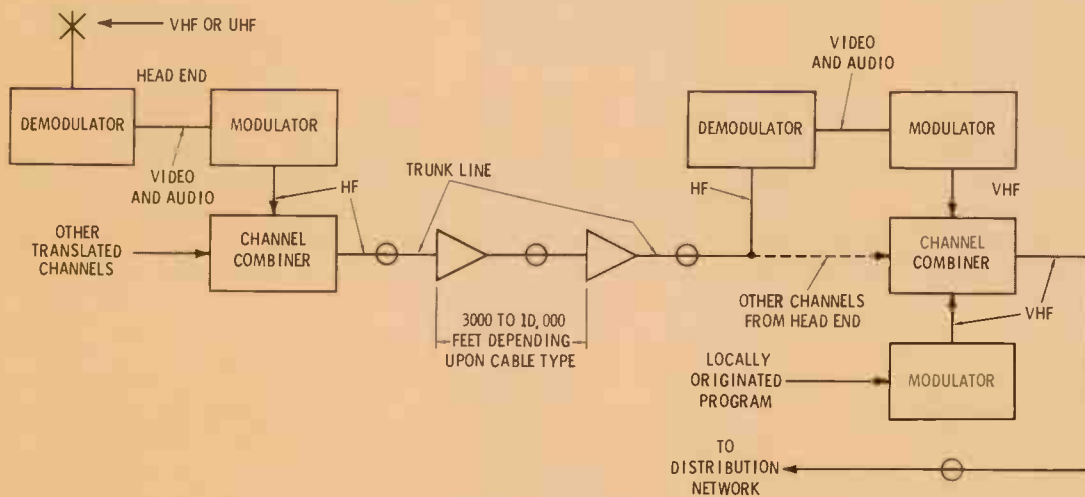 VHF OR UHF
HEAD END
DEMODULATOR
MODULATOR
VIDEO
AND AUDIO
HF
OTHER
TRANSLATED
CHANNELS
CHANNEL
COMBINER
TRUNK LINE
3000 TO 10,000
FEET DEPENDING
UPON CABLE TYPE
VIDEO
AND AUDIO
DEMODULATOR
MODULATOR
HF
VHF
CHANNEL
COMBINER
OTHER CHANNELS
FROM HEAD END
VHF
LOCALLY
ORIGINATED
PROGRAM
MODULATOR
TO
DISTRIBUTION
NETWORK